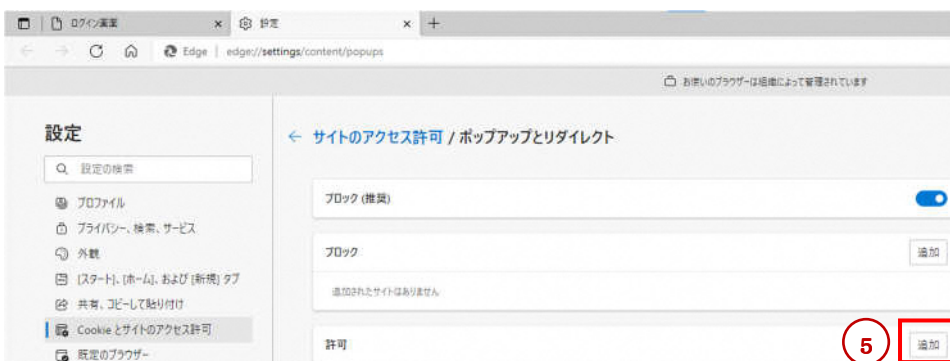 ログイン画面
設定
Edge | edge://settings/content/popups
お使いのブラウザーは組織によって管理されています
設定
← サイトのアクセス許可 / ポップアップとリダイレクト
設定の検索
プロファイル
ブロック (推奨)
プライバシー、検索、サービス
外観
ブロック
追加
[スタート]、[ホーム]、および [新規] タブ
追加されたサイトはありません
共有、コピーして貼り付け
Cookie とサイトのアクセス許可
許可
5
追加
既定のブラウザー